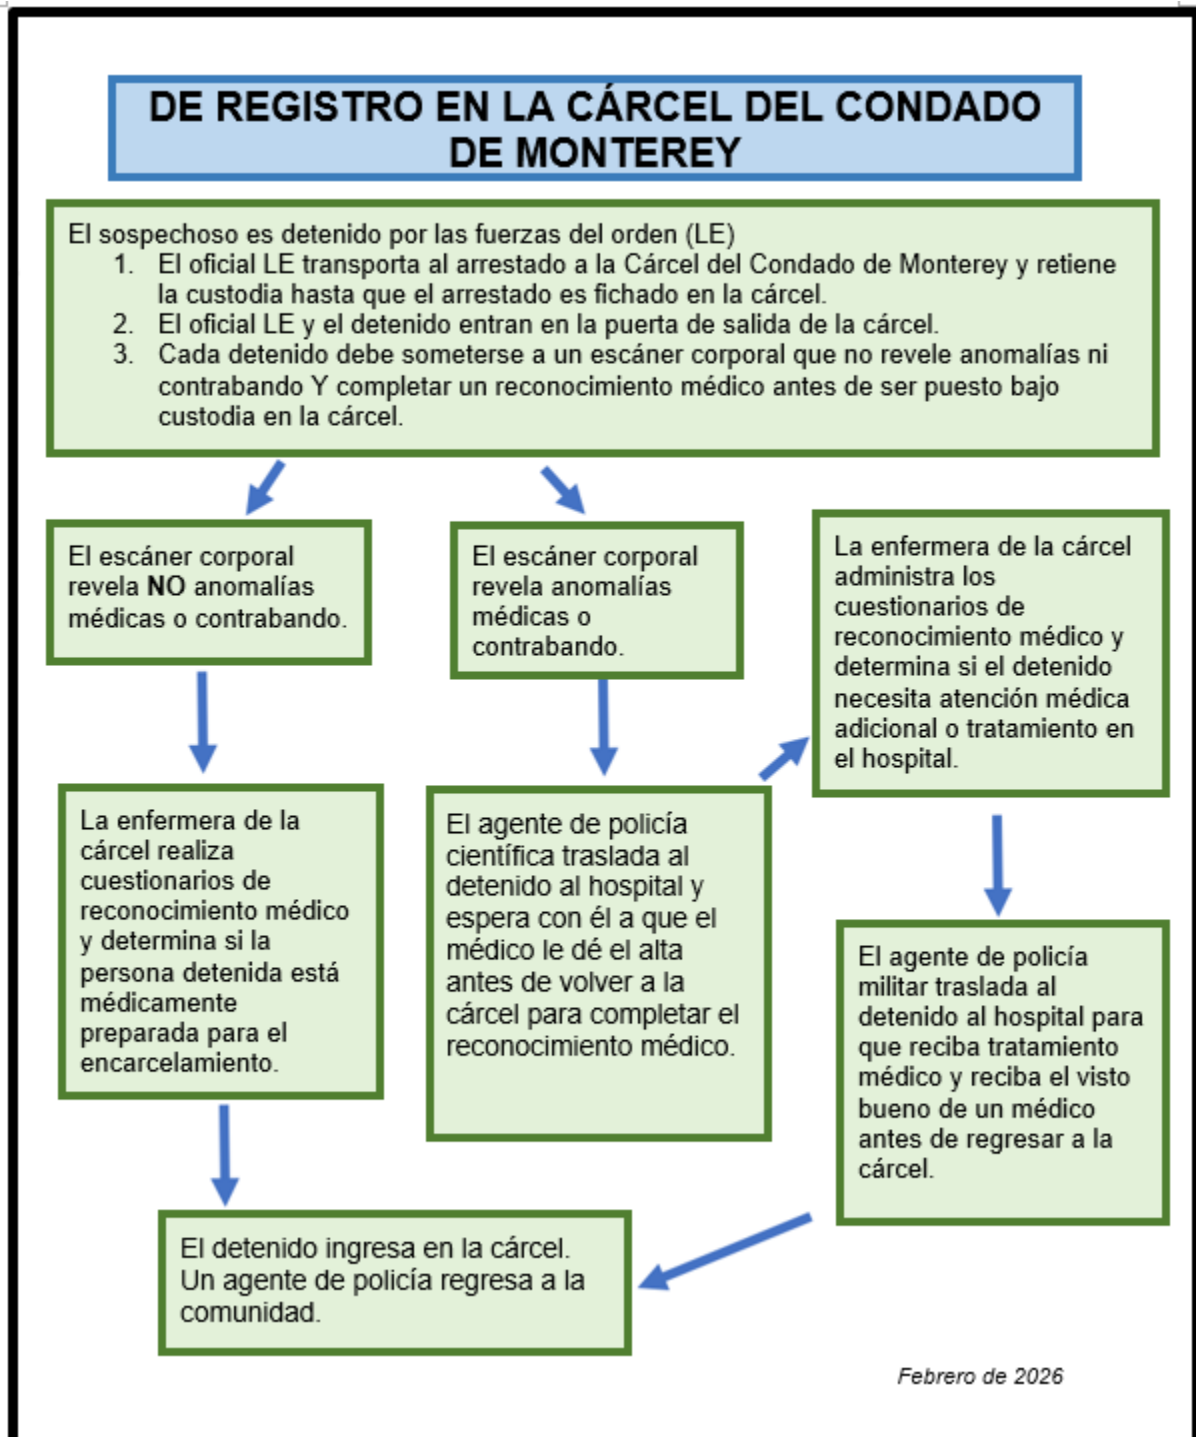 DE REGISTRO EN LA CÁRCEL DEL CONDADO
DE MONTEREY
El sospechoso es detenido por las fuerzas del orden (LE)
1. El oficial LE transporta al arrestado a la Cárcel del Condado de Monterey y retiene
la custodia hasta que el arrestado es fichado en la cárcel.
2. El oficial LE y el detenido entran en la puerta de salida de la cárcel.
3. Cada detenido debe someterse a un escáner corporal que no revele anomalías ni
contrabando Y completar un reconocimiento médico antes de ser puesto bajo
custodia en la cárcel.
El escáner corporal
revela NO anomalías
médicas o contrabando.
El escáner corporal
revela anomalías
médicas o
contrabando.
La enfermera de la cárcel
administra los
cuestionarios de
reconocimiento médico y
determina si el detenido
necesita atención médica
adicional o tratamiento en
el hospital.
La enfermera de la
cárcel realiza
cuestionarios de
reconocimiento médico
y determina si la
persona detenida está
médicamente
preparada para el
encarcelamiento.
El agente de policía
científica traslada al
detenido al hospital y
espera con él a que el
médico le dé el alta
antes de volver a la
cárcel para completar el
reconocimiento médico.
El agente de policía
militar traslada al
detenido al hospital para
que reciba tratamiento
médico y reciba el visto
bueno de un médico
antes de regresar a la
cárcel.
El detenido ingresa en la cárcel.
Un agente de policía regresa a la
comunidad.
Febrero de 2026